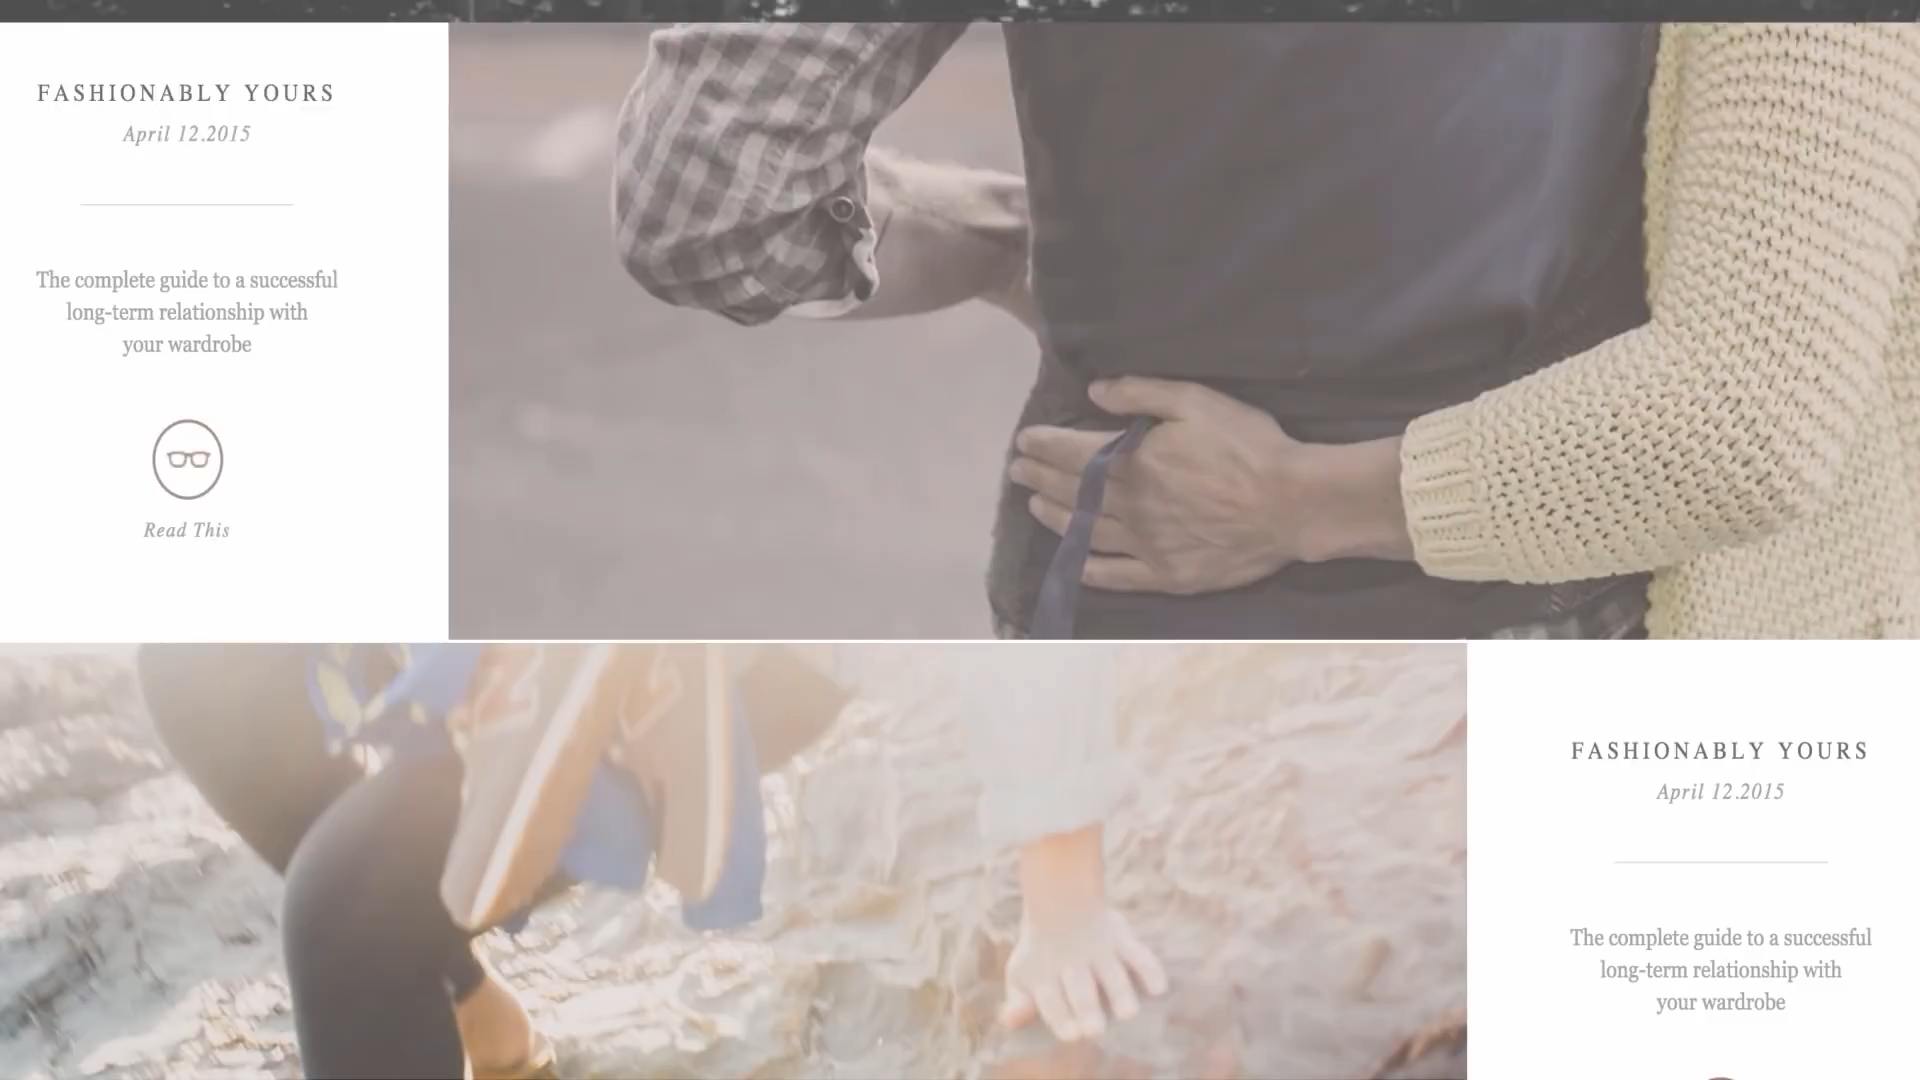 FASHIONABLY YOURS
April 12.2015
The complete guide to a successful
long-term relationship with
your wardrobe
Read This
FASHIONABLY YOURS
April 12.2015
The complete guide to a successful
long-term relationship with
your wardrobe